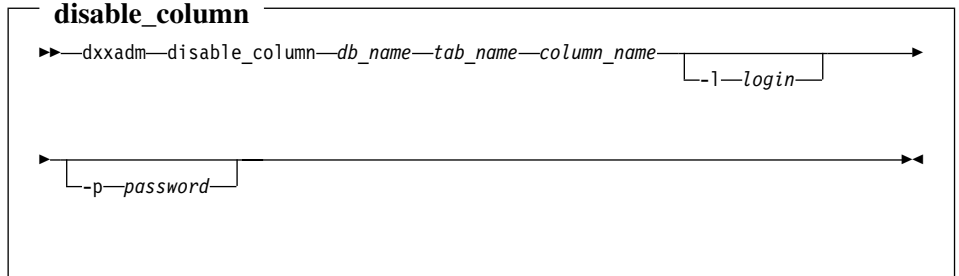 disable_column
dxxadm disable_column db_name tab_name column_name
-l login
-p password